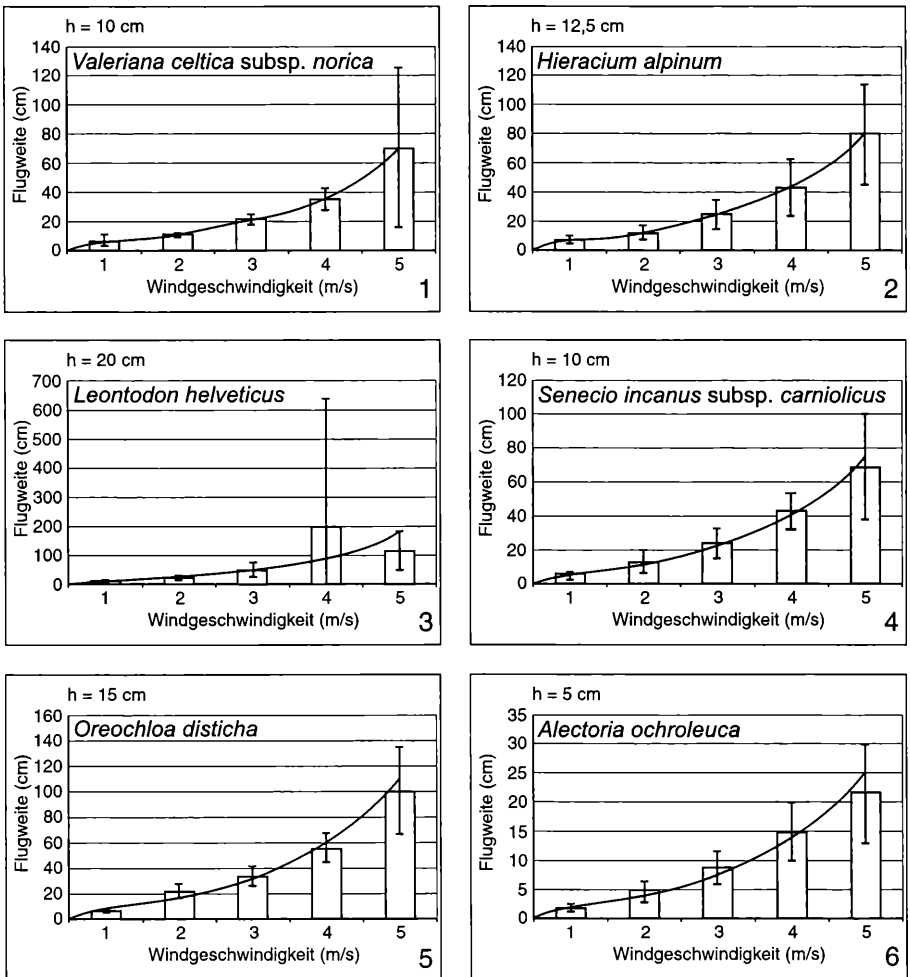 h = 10 cm
Valeriana celtica subsp. norica
Flugweite (cm)
140
120
100
80
60
40
20
0
1 2 3 4 5
Windgeschwindigkeit (m/s)
1
h = 12,5 cm
Hieracium alpinum
Flugweite (cm)
140
120
100
80
60
40
20
0
1 2 3 4 5
Windgeschwindigkeit (m/s)
2
h = 20 cm
Leontodon helveticus
Flugweite (cm)
700
600
500
400
300
200
100
0
1 2 3 4 5
Windgeschwindigkeit (m/s)
3
h = 10 cm
Senecio incanus subsp. carniolicus
Flugweite (cm)
120
100
80
60
40
20
0
1 2 3 4 5
Windgeschwindigkeit (m/s)
4
h = 15 cm
Oreochloa disticha
Flugweite (cm)
160
140
120
100
80
60
40
20
0
1 2 3 4 5
Windgeschwindigkeit (m/s)
5
h = 5 cm
Alectoria ochroleuca
Flugweite (cm)
35
30
25
20
15
10
5
0
1 2 3 4 5
Windgeschwindigkeit (m/s)
6